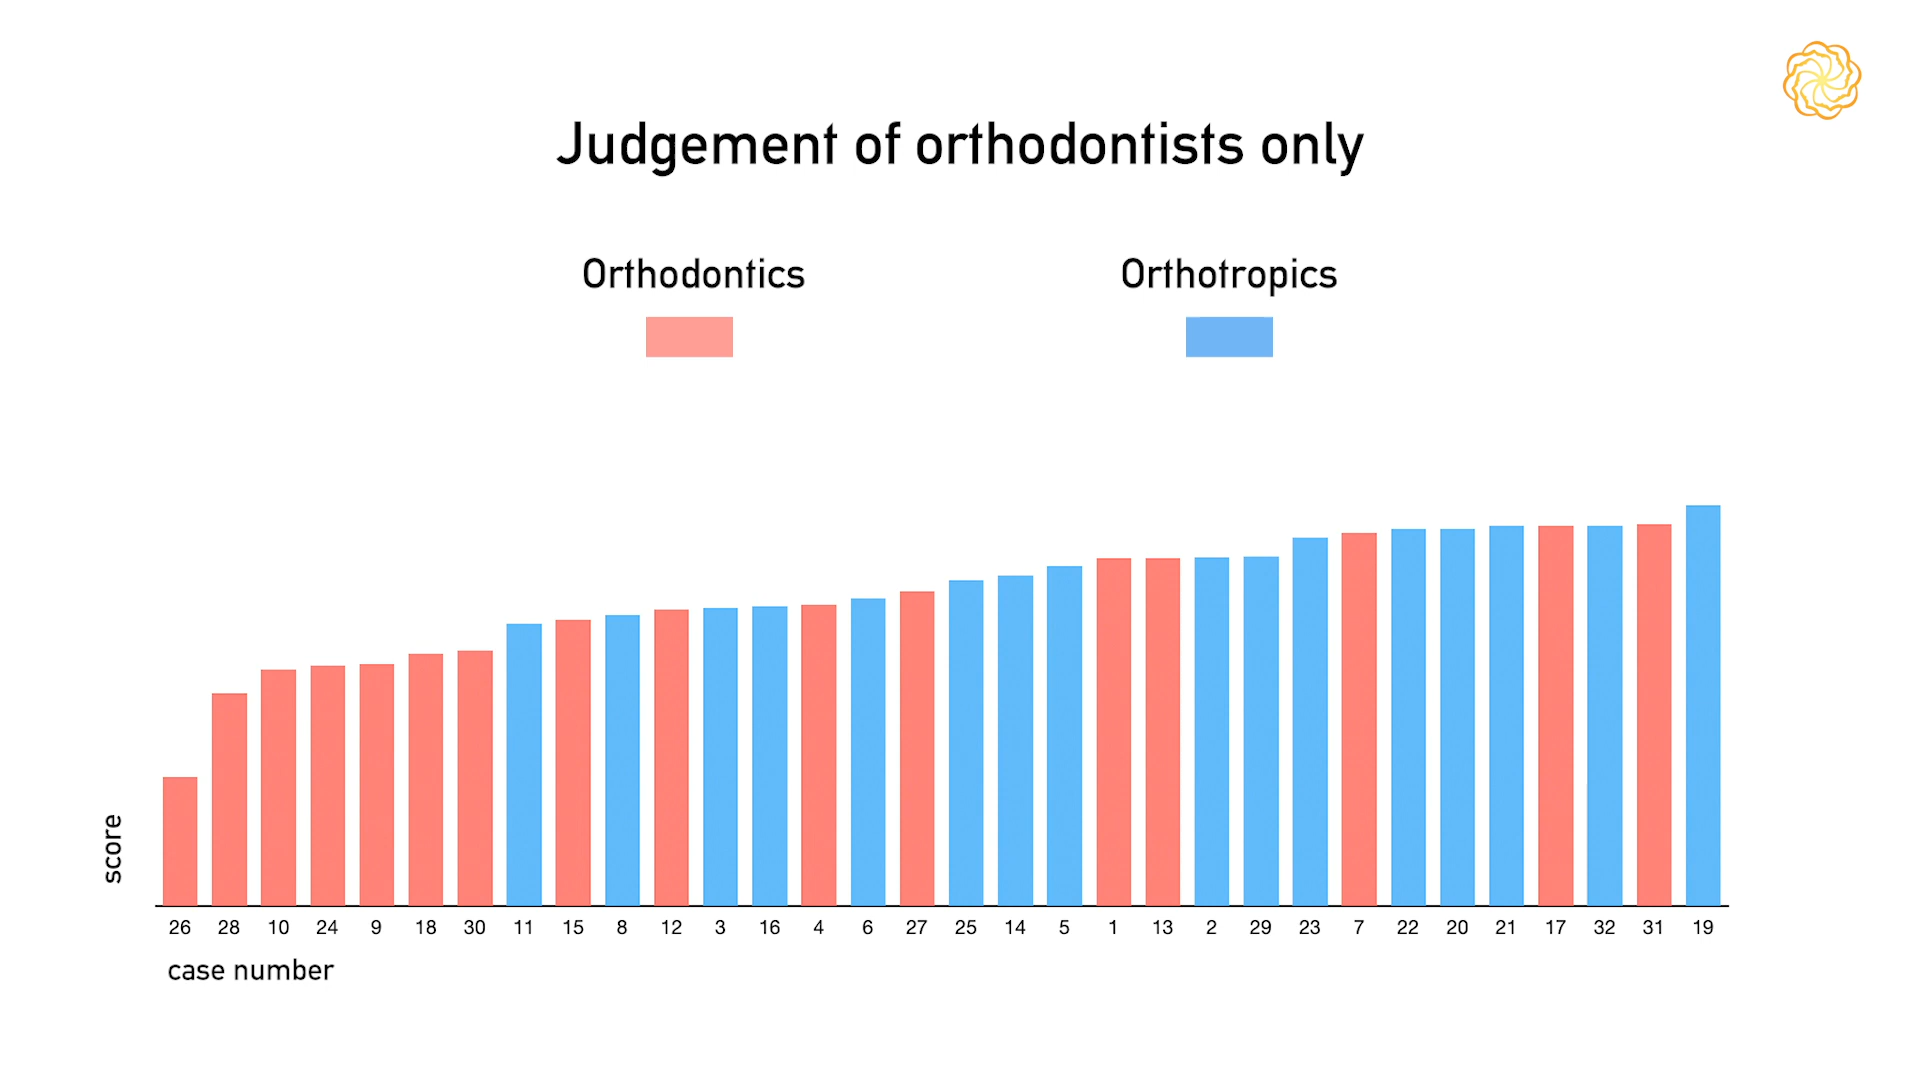 Judgement of orthodontists only
Orthodontics Orthotropics
score
26 28 10 24 9 18 30 11 15 8 12 3 16 4 6 27 25 14 5 1 13 2 29 23 7 22 20 21 17 32 31 19
case number